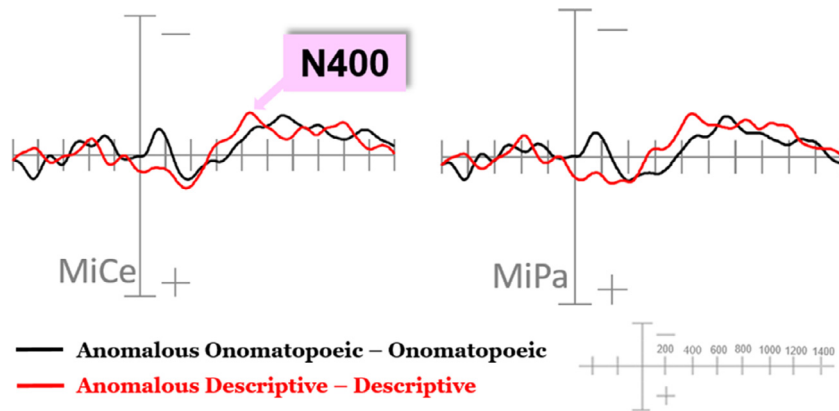 N400
MiCe
MiPa
Anomalous Onomatopoeic – Onomatopoeic
Anomalous Descriptive – Descriptive
200 400 600 800 1000 1200 1400